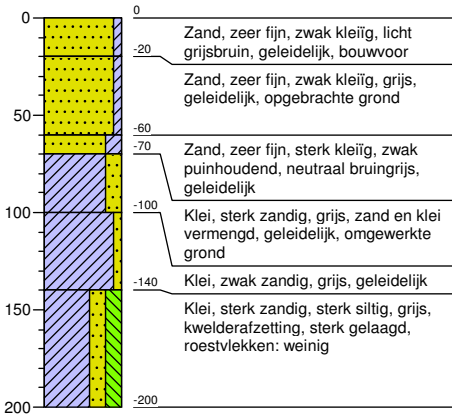 0
50
100
150
200
0
Zand, zeer fijn, zwak kleiïg, licht
grijsbruin, geleidelijk, bouwvoor
-20
Zand, zeer fijn, zwak kleiïg, grijs,
geleidelijk, opgebrachte grond
-60
Zand, zeer fijn, sterk kleiïg, zwak
puinhoudend, neutraal bruingrijs,
geleidelijk
-70
Klei, sterk zandig, grijs, zand en klei
vermengd, geleidelijk, omgewerkte
grond
-100
Klei, zwak zandig, grijs, geleidelijk
-140
Klei, sterk zandig, sterk siltig, grijs,
kwelderafzetting, sterk gelaagd,
roestvlekken: weinig
-200